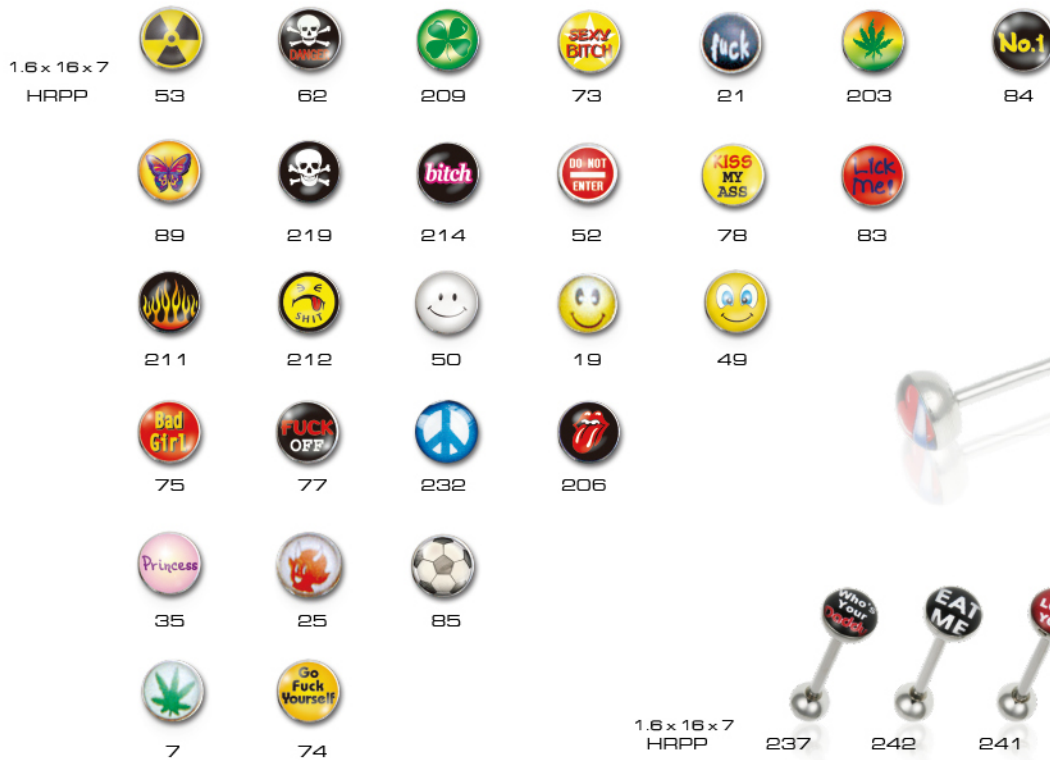 DANGER
SEXY
BITCH
fuck
No.1
1.6 x 16 x 7
HRPP
53
62
209
73
21
203
84
bitch
DO NOT
ENTER
KISS
MY
ASS
Lick
Me!
89
219
214
52
78
83
SHIT
211
212
50
19
49
Bad
Girl
FUCK
OFF
75
77
232
206
Princess
35
25
85
Who's
Your
Daddy
EAT
ME
Go
Fuck
Yourself
7
74
1.6 x 16 x 7
HRPP
237
242
241